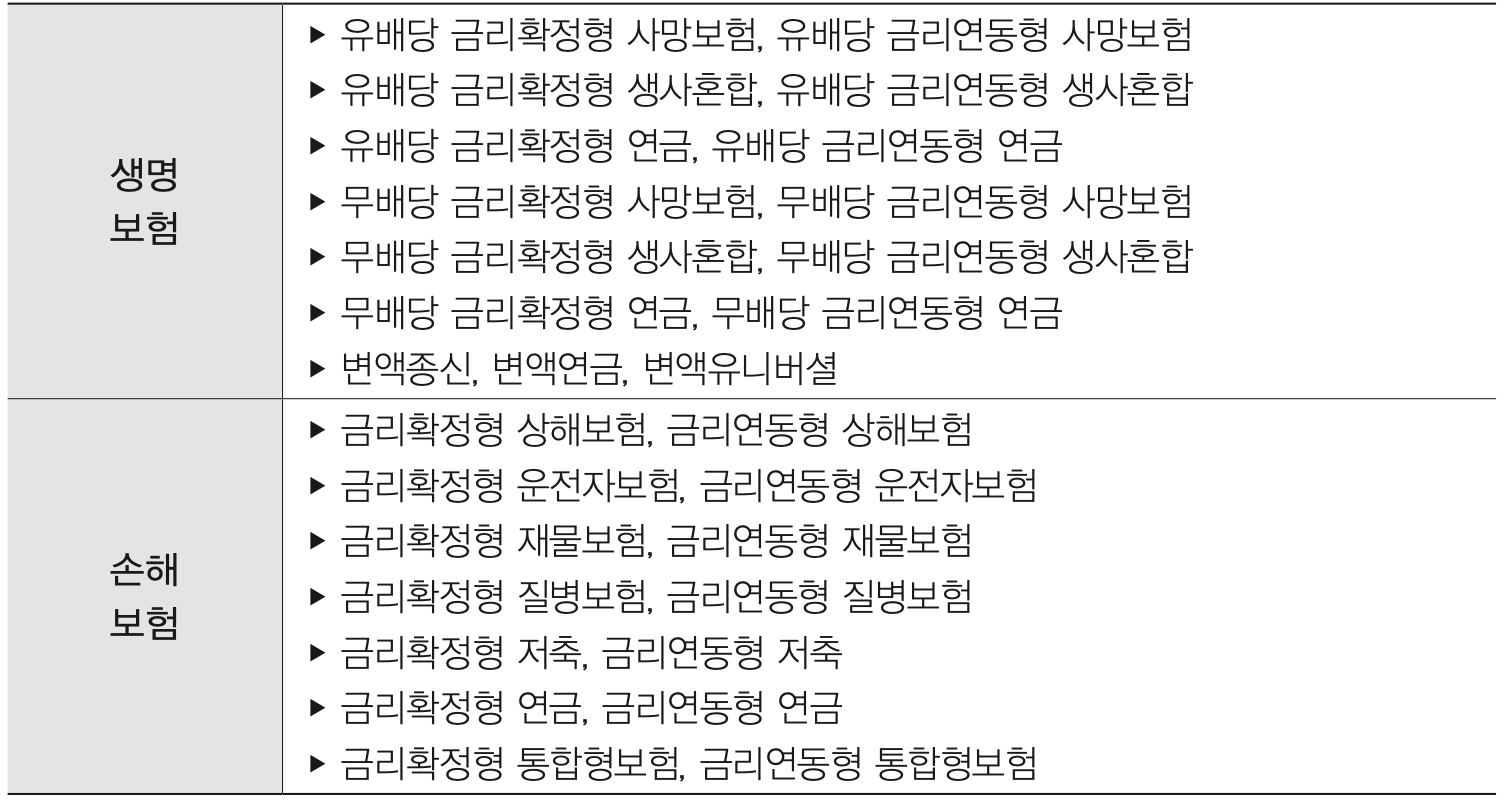 생명
보험
▶ 유배당 금리확정형 사망보험, 유배당 금리연동형 사망보험
▶ 유배당 금리확정형 생사혼합, 유배당 금리연동형 생사혼합
▶ 유배당 금리확정형 연금, 유배당 금리연동형 연금
▶ 무배당 금리확정형 사망보험, 무배당 금리연동형 사망보험
▶ 무배당 금리확정형 생사혼합, 무배당 금리연동형 생사혼합
▶ 무배당 금리확정형 연금, 무배당 금리연동형 연금
▶ 변액종신, 변액연금, 변액유니버셜
손해
보험
▶ 금리확정형 상해보험, 금리연동형 상해보험
▶ 금리확정형 운전자보험, 금리연동형 운전자보험
▶ 금리확정형 재물보험, 금리연동형 재물보험
▶ 금리확정형 질병보험, 금리연동형 질병보험
▶ 금리확정형 저축, 금리연동형 저축
▶ 금리확정형 연금, 금리연동형 연금
▶ 금리확정형 통합형보험, 금리연동형 통합형보험